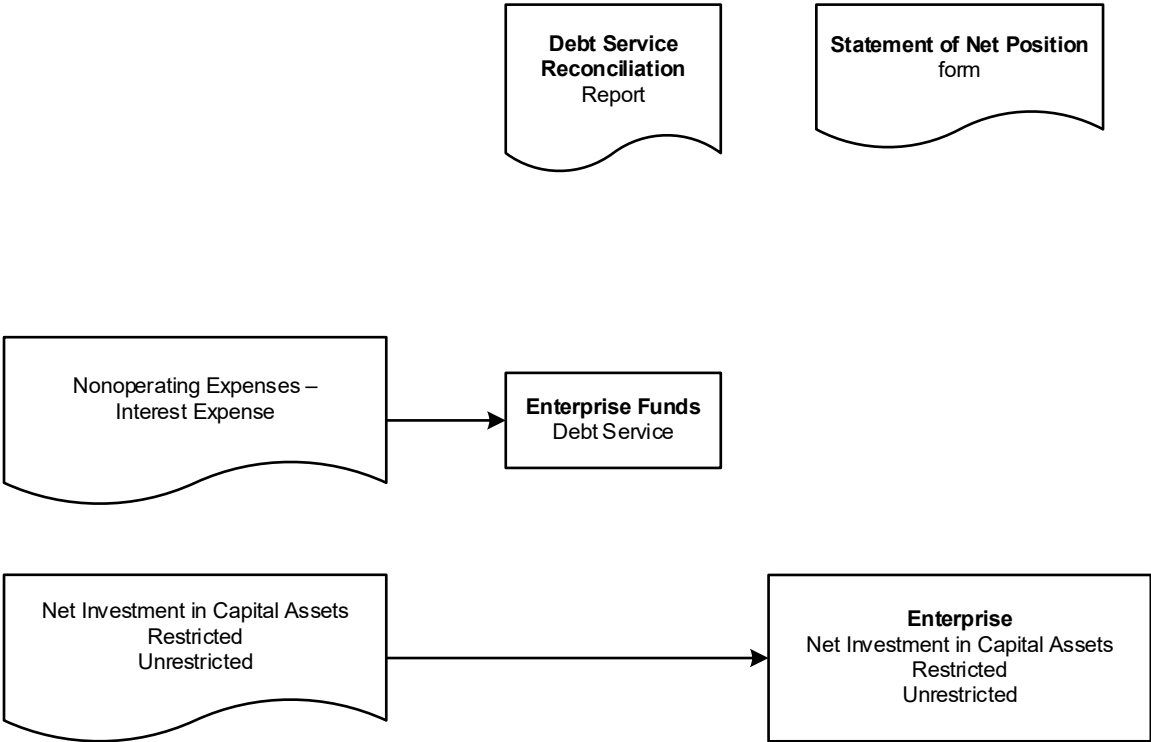 Debt Service
Reconciliation
Report
Statement of Net Position
form
Nonoperating Expenses –
Interest Expense
Enterprise Funds
Debt Service
Net Investment in Capital Assets
Restricted
Unrestricted
Enterprise
Net Investment in Capital Assets
Restricted
Unrestricted